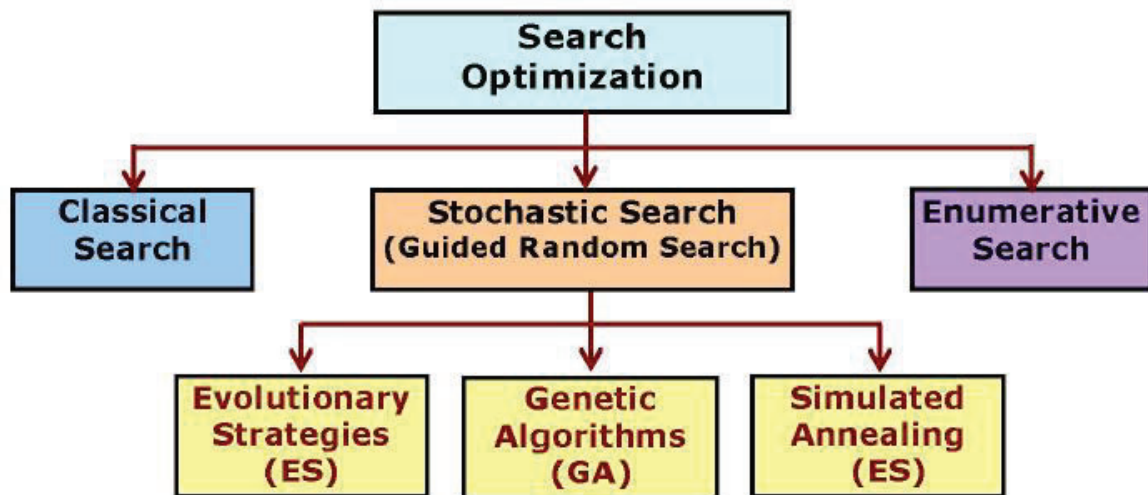 Search
Optimization
Classical
Search
Stochastic Search
(Guided Random Search)
Enumerative
Search
Evolutionary
Strategies
(ES)
Genetic
Algorithms
(GA)
Simulated
Annealing
(ES)